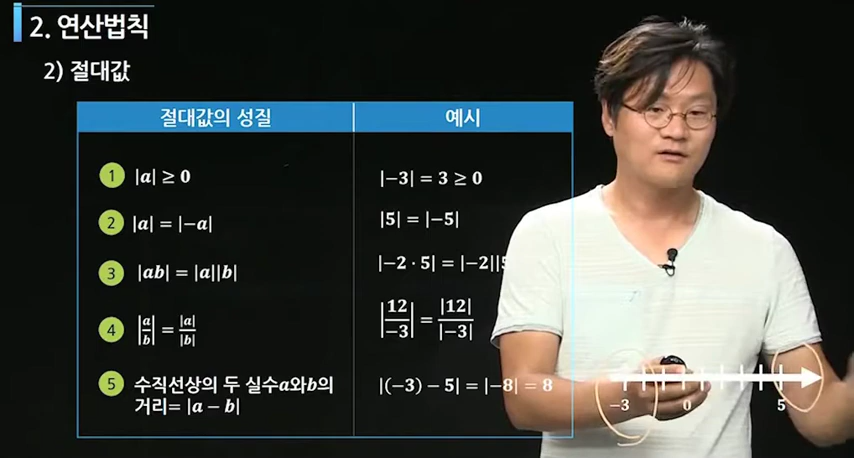 2. 연산법칙
2) 절대값
절대값의 성질 예시
1 |a| ≥ 0 |−3| = 3 ≥ 0
2 |a| = |−a| |5| = |−5|
3 |ab| = |a||b| |−2 · 5| = |−2||5
4 |a/b| = |a|/|b| |12/−3| = |12|/|−3|
5 수직선상의 두 실수a와b의 |(−3) − 5| = |−8| = 8
거리= |a − b|
−3 0 5